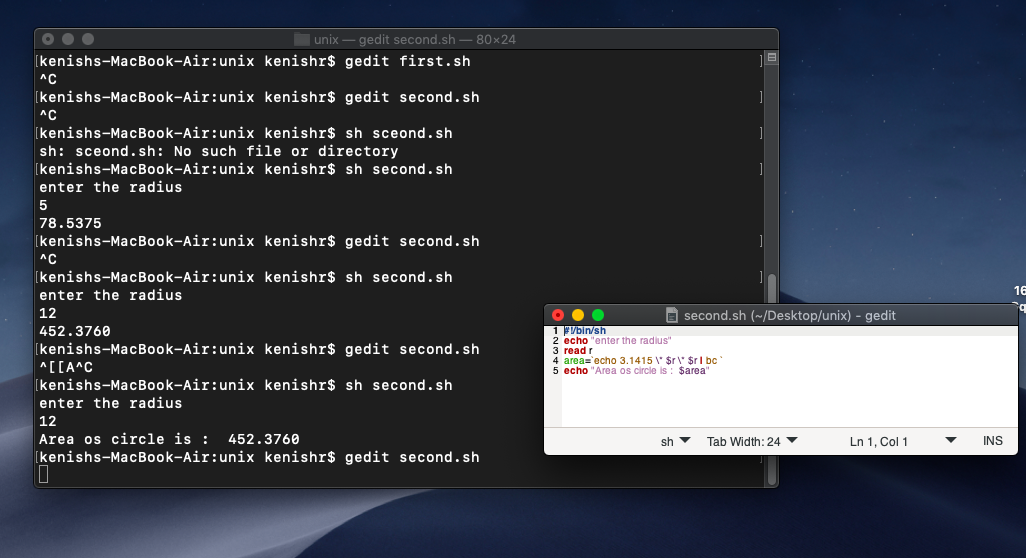 unix — gedit second.sh — 80×24
[kenishs-MacBook-Air:unix kenishr$ gedit first.sh ]
^C
[kenishs-MacBook-Air:unix kenishr$ gedit second.sh ]
^C
[kenishs-MacBook-Air:unix kenishr$ sh sceond.sh ]
sh: sceond.sh: No such file or directory
[kenishs-MacBook-Air:unix kenishr$ sh second.sh ]
enter the radius
5
78.5375
[kenishs-MacBook-Air:unix kenishr$ gedit second.sh ]
^C
[kenishs-MacBook-Air:unix kenishr$ sh second.sh ]
enter the radius
12
452.3760
[kenishs-MacBook-Air:unix kenishr$ gedit second.sh
^[[A^C
[kenishs-MacBook-Air:unix kenishr$ sh second.sh
enter the radius
12
Area os circle is :  452.3760
[kenishs-MacBook-Air:unix kenishr$ gedit second.sh ]
16
second.sh (~/Desktop/unix) - gedit
1 #!/bin/sh
2 echo "enter the radius"
3 read r
4 area=`echo 3.1415 \* $r \* $r | bc `
5 echo "Area os circle is :  $area"
sh Tab Width: 24 Ln 1, Col 1 INS